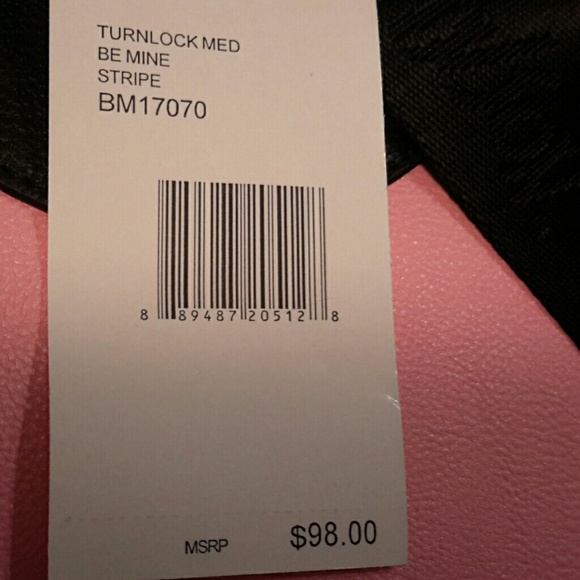 TURNLOCK MED
BE MINE
STRIPE
BM17070
8 89487 20512 8
MSRP $98.00